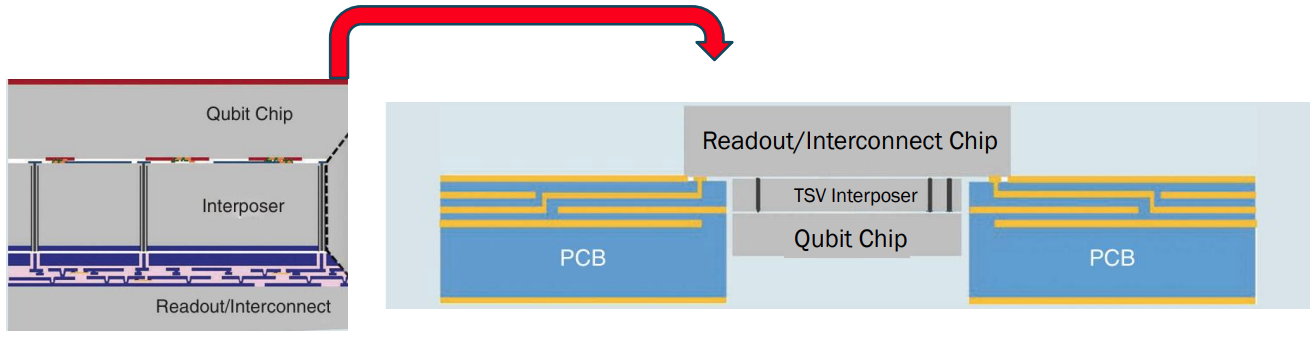 Qubit Chip
Interposer
Readout/Interconnect
Readout/Interconnect Chip
TSV Interposer
Qubit Chip
PCB
PCB